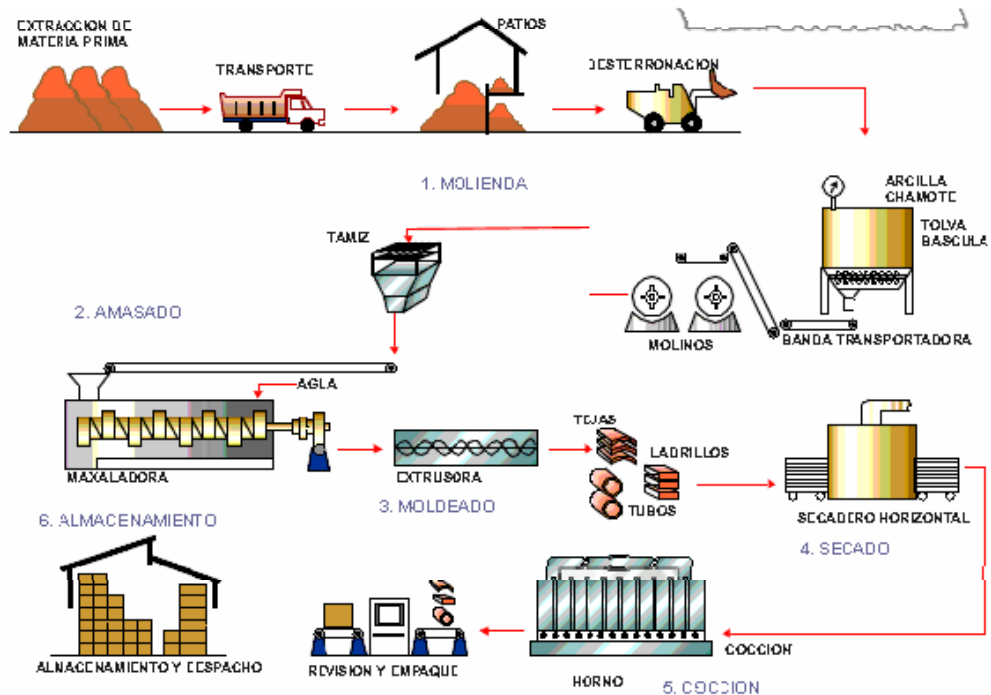 EXTRACCION DE
MATERIA PRIMA
TRANSPORTE
PATIOS
DESTERRONACION
1. MOLIENDA
ARCILLA
CHAMOTE
TOLVA
BASCULA
TAMIZ
2. AMASADO
MOLINOS
BANDA TRANSPORTADORA
AGLA
MAXALADORA
EXTRUSORA
3. MOLDEADO
TEJAS
LADRILLOS
TUBOS
SECADERO HORIZONTAL
4. SECADO
6. ALMACENAMIENTO
ALMACENAMIENTO Y DESPACHO
REVISION Y EMPAQUE
HORNO
COCCION
5. COCCION